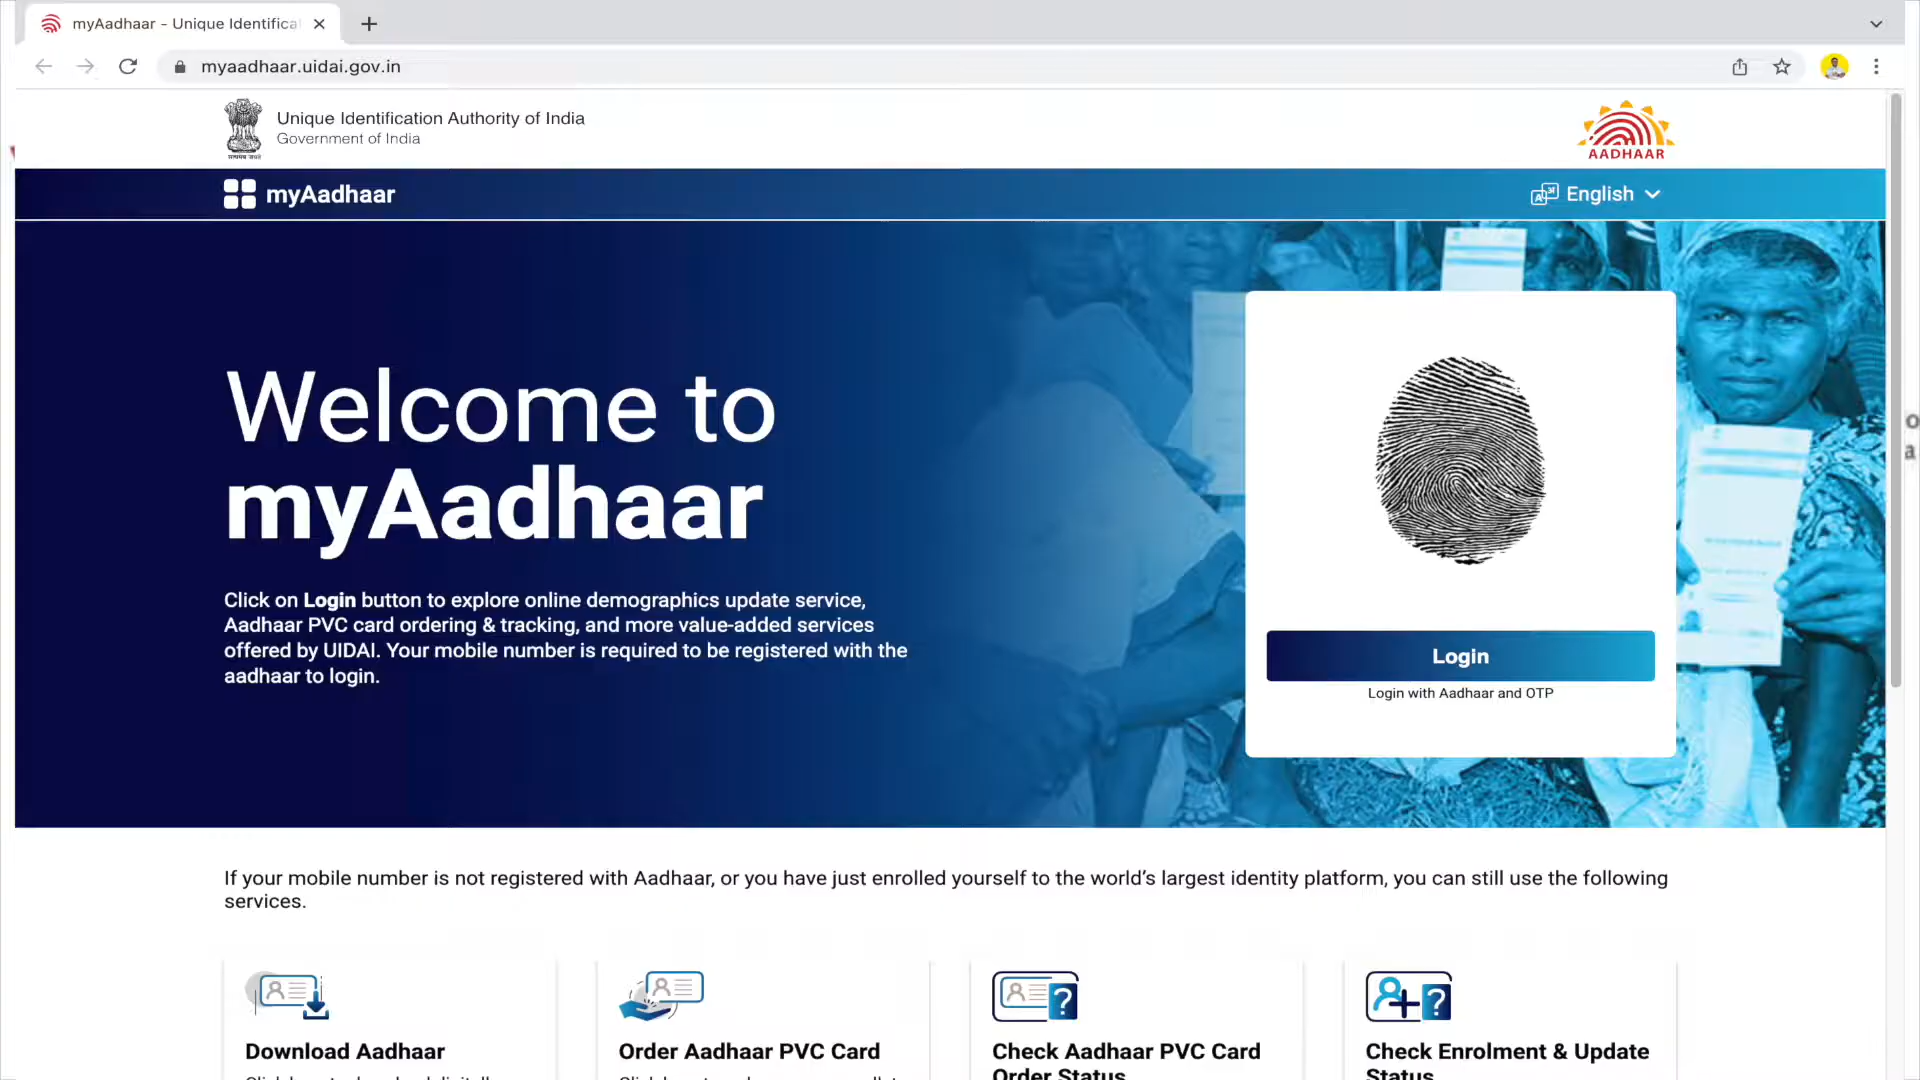 myAadhaar - Unique Identifica
myaadhaar.uidai.gov.in
Unique Identification Authority of India
Government of India
सत्यमेव जयते
AADHAAR
myAadhaar
English
Welcome to
myAadhaar
Click on Login button to explore online demographics update service,
Aadhaar PVC card ordering & tracking, and more value-added services
offered by UIDAI. Your mobile number is required to be registered with the
aadhaar to login.
Login
Login with Aadhaar and OTP
If your mobile number is not registered with Aadhaar, or you have just enrolled yourself to the world’s largest identity platform, you can still use the following
services.
Download Aadhaar
Order Aadhaar PVC Card
Check Aadhaar PVC Card
Order Status
Check Enrolment & Update
Status